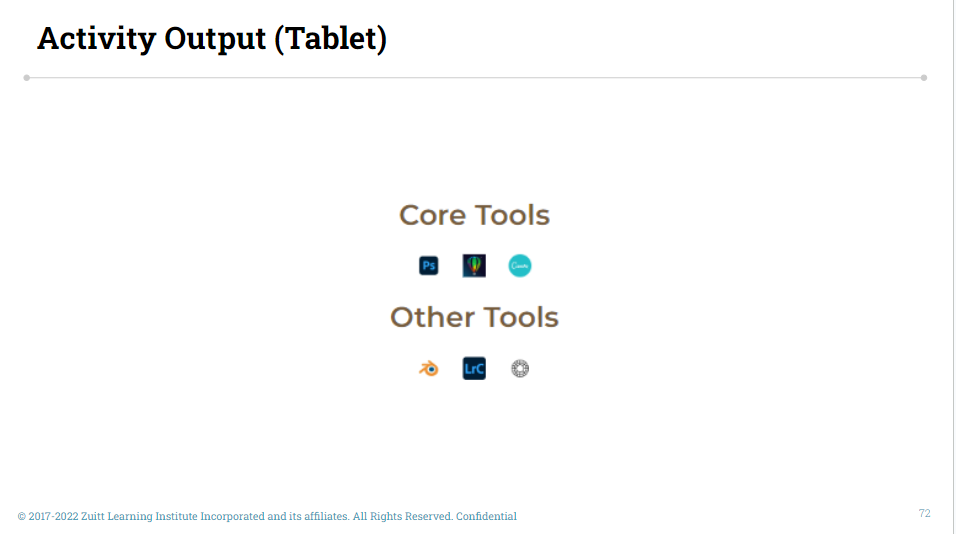 Activity Output (Tablet)
Core Tools
Ps
Canva
Other Tools
LrC
© 2017-2022 Zuitt Learning Institute Incorporated and its affiliates. All Rights Reserved. Confidential
72